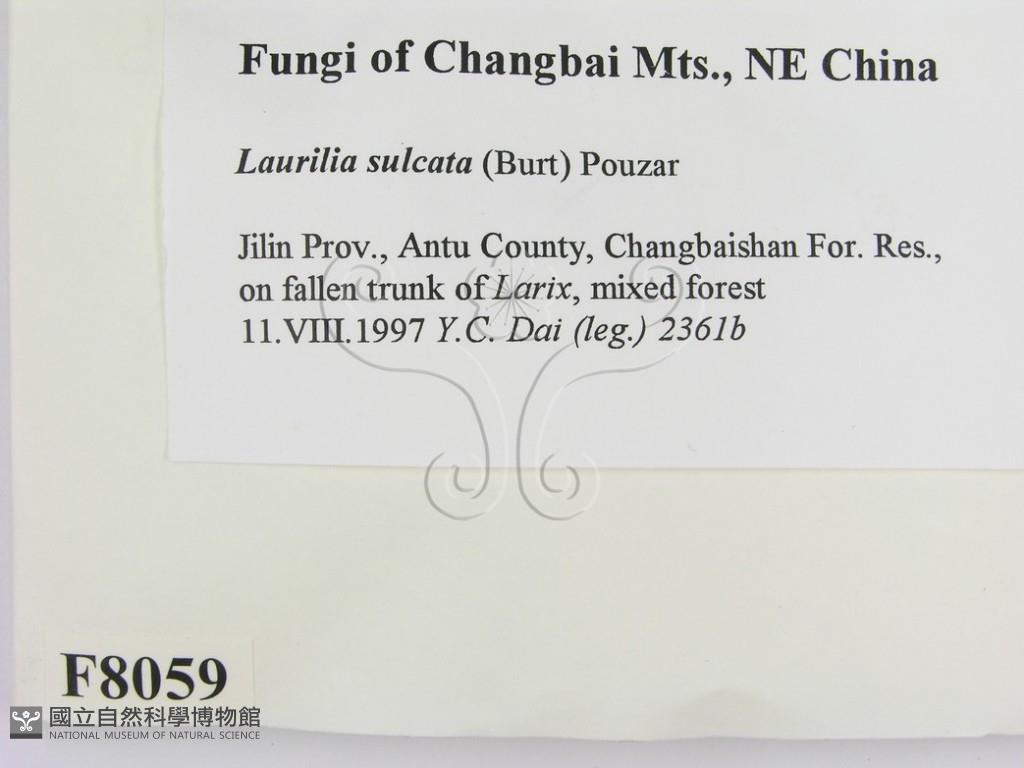 Fungi of Changbai Mts., NE China
Laurilia sulcata (Burt) Pouzar
Jilin Prov., Antu County, Changbaishan For. Res.,
on fallen trunk of Larix, mixed forest
11.VIII.1997 Y.C. Dai (leg.) 2361b
F8059
國立自然科學博物館
NATIONAL MUSEUM OF NATURAL SCIENCE